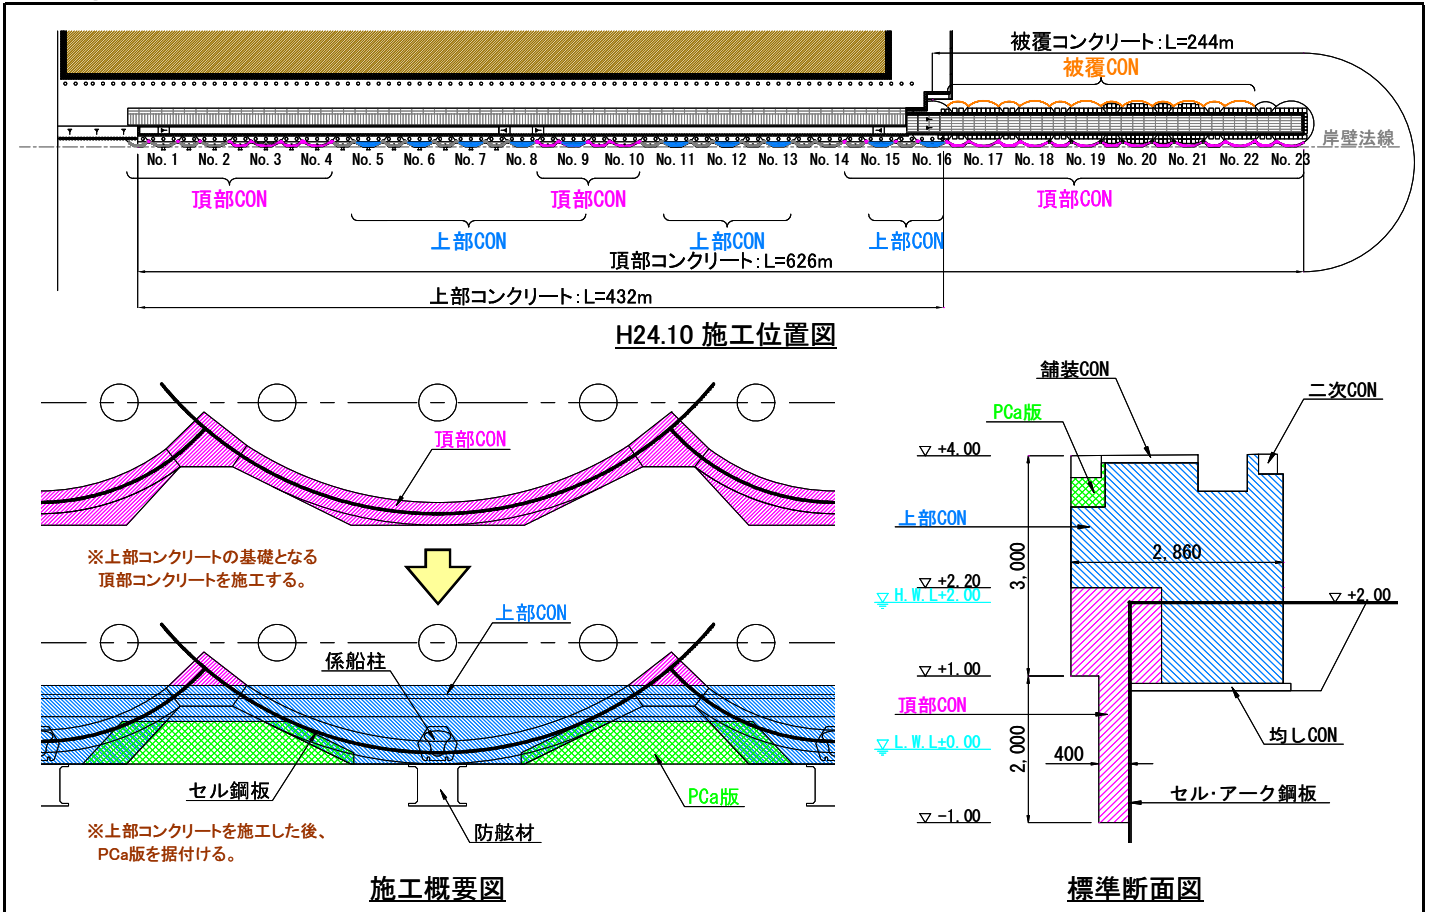 被覆コンクリート：L=244m
被覆CON
岸壁法線
No. 1 No. 2 No. 3 No. 4 No. 5 No. 6 No. 7 No. 8 No. 9 No. 10 No. 11 No. 12 No. 13 No. 14 No. 15 No. 16 No. 17 No. 18 No. 19 No. 20 No. 21 No. 22 No. 23
頂部CON 頂部CON 頂部CON
上部CON 上部CON 上部CON
頂部コンクリート：L=626m
上部コンクリート：L=432m
H24.10 施工位置図
頂部CON
※上部コンクリートの基礎となる
頂部コンクリートを施工する。
上部CON
係船柱
セル鋼板
PCa版
防舷材
※上部コンクリートを施工した後、
PCa版を据付ける。
施工概要図
舗装CON
二次CON
PCa版
+4.00
上部CON
2,860
3,000
+2.20
H.W.L+2.00
+2.00
+1.00
頂部CON
均しCON
L.W.L±0.00
2,000
400
セル・アーク鋼板
-1.00
標準断面図